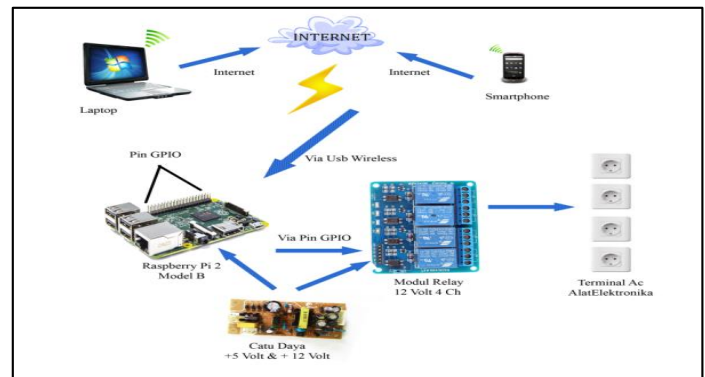 INTERNET
Internet
Internet
Laptop
Smartphone
Pin GPIO
Via Usb Wireless
Via Pin GPIO
Raspberry Pi 2
Model B
Modul Relay
12 Volt 4 Ch
Terminal Ac
AlatElektronika
Catu Daya
+5 Volt & + 12 Volt